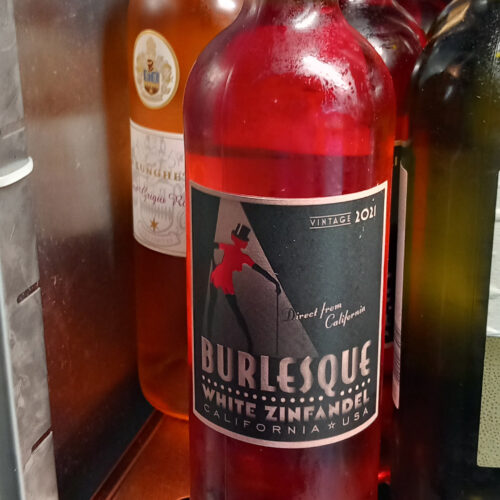 VINTAGE 2021
Direct from
California
BURLESQUE
WHITE ZINFANDEL
CALIFORNIA ★ USA